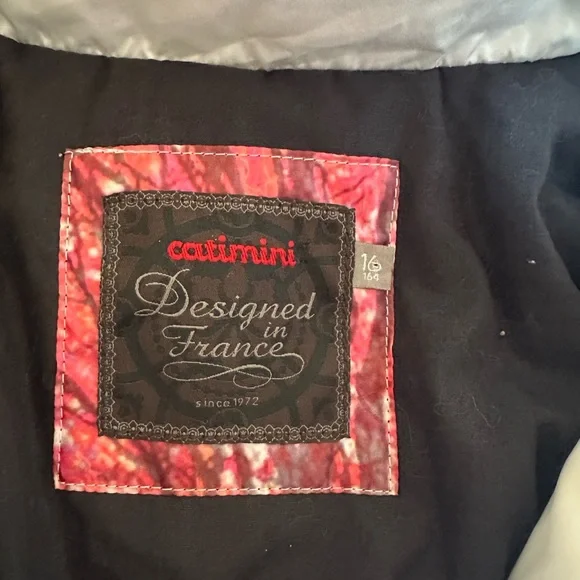 catimini
16
164
Designed
in
France
since 1972